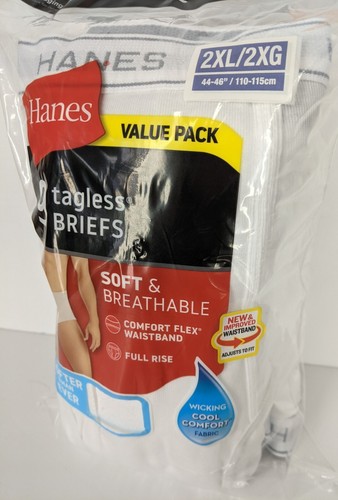 HANES
2XL/2XG
44-46" / 110-115cm
Hanes
VALUE PACK
tagless®
BRIEFS
SOFT &
BREATHABLE
COMFORT FLEX®
WAISTBAND
FULL RISE
NEW &
IMPROVED
WAISTBAND
ADJUSTS TO FIT
WICKING
COOL
COMFORT™
FABRIC